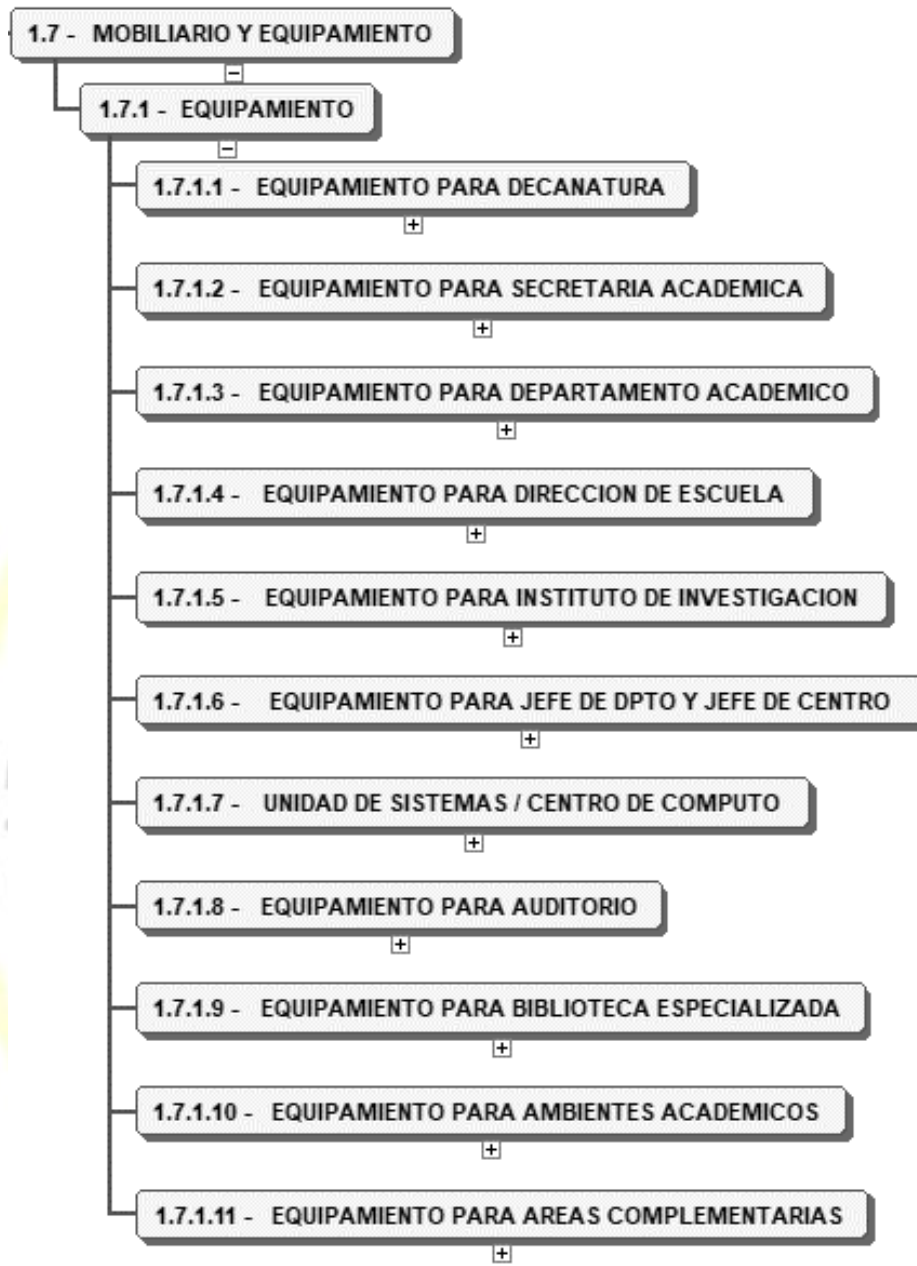 1.7 - MOBILIARIO Y EQUIPAMIENTO
1.7.1 - EQUIPAMIENTO
1.7.1.1 - EQUIPAMIENTO PARA DECANATURA
1.7.1.2 - EQUIPAMIENTO PARA SECRETARIA ACADEMICA
1.7.1.3 - EQUIPAMIENTO PARA DEPARTAMENTO ACADEMICO
1.7.1.4 - EQUIPAMIENTO PARA DIRECCION DE ESCUELA
1.7.1.5 - EQUIPAMIENTO PARA INSTITUTO DE INVESTIGACION
1.7.1.6 - EQUIPAMIENTO PARA JEFE DE DPTO Y JEFE DE CENTRO
1.7.1.7 - UNIDAD DE SISTEMAS / CENTRO DE COMPUTO
1.7.1.8 - EQUIPAMIENTO PARA AUDITORIO
1.7.1.9 - EQUIPAMIENTO PARA BIBLIOTECA ESPECIALIZADA
1.7.1.10 - EQUIPAMIENTO PARA AMBIENTES ACADEMICOS
1.7.1.11 - EQUIPAMIENTO PARA AREAS COMPLEMENTARIAS